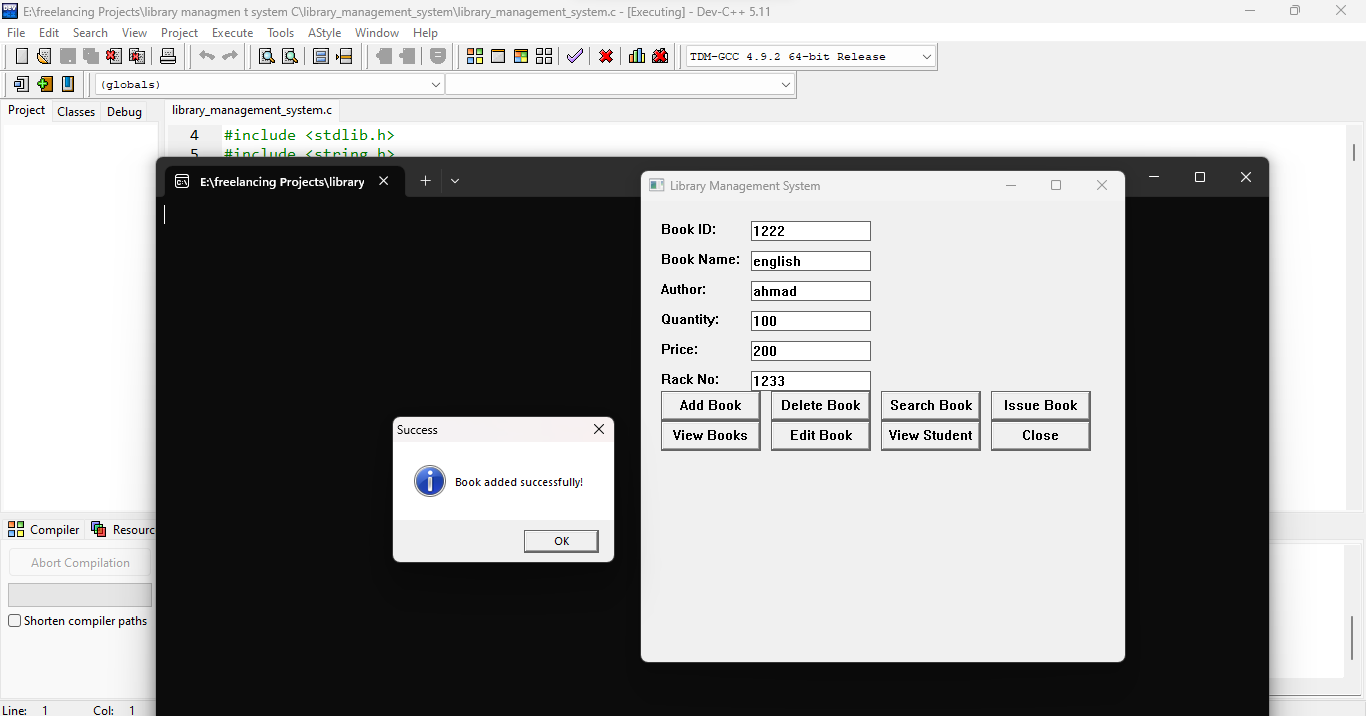 E:\freelancing Projects\library managmen t system C\library_management_system\library_management_system.c - [Executing] - Dev-C++ 5.11
File Edit Search View Project Execute Tools AStyle Window Help
TDM-GCC 4.9.2 64-bit Release
(globals)
Project Classes Debug
library_management_system.c
4 #include <stdlib.h>
5 #include <string.h>
E:\freelancing Projects\library
Library Management System
Book ID: 1222
Book Name: english
Author: ahmad
Quantity: 100
Price: 200
Rack No: 1233
Add Book Delete Book Search Book Issue Book
View Books Edit Book View Student Close
Success
Book added successfully!
OK
Compiler Resourc
Abort Compilation
Shorten compiler paths
Line: 1 Col: 1